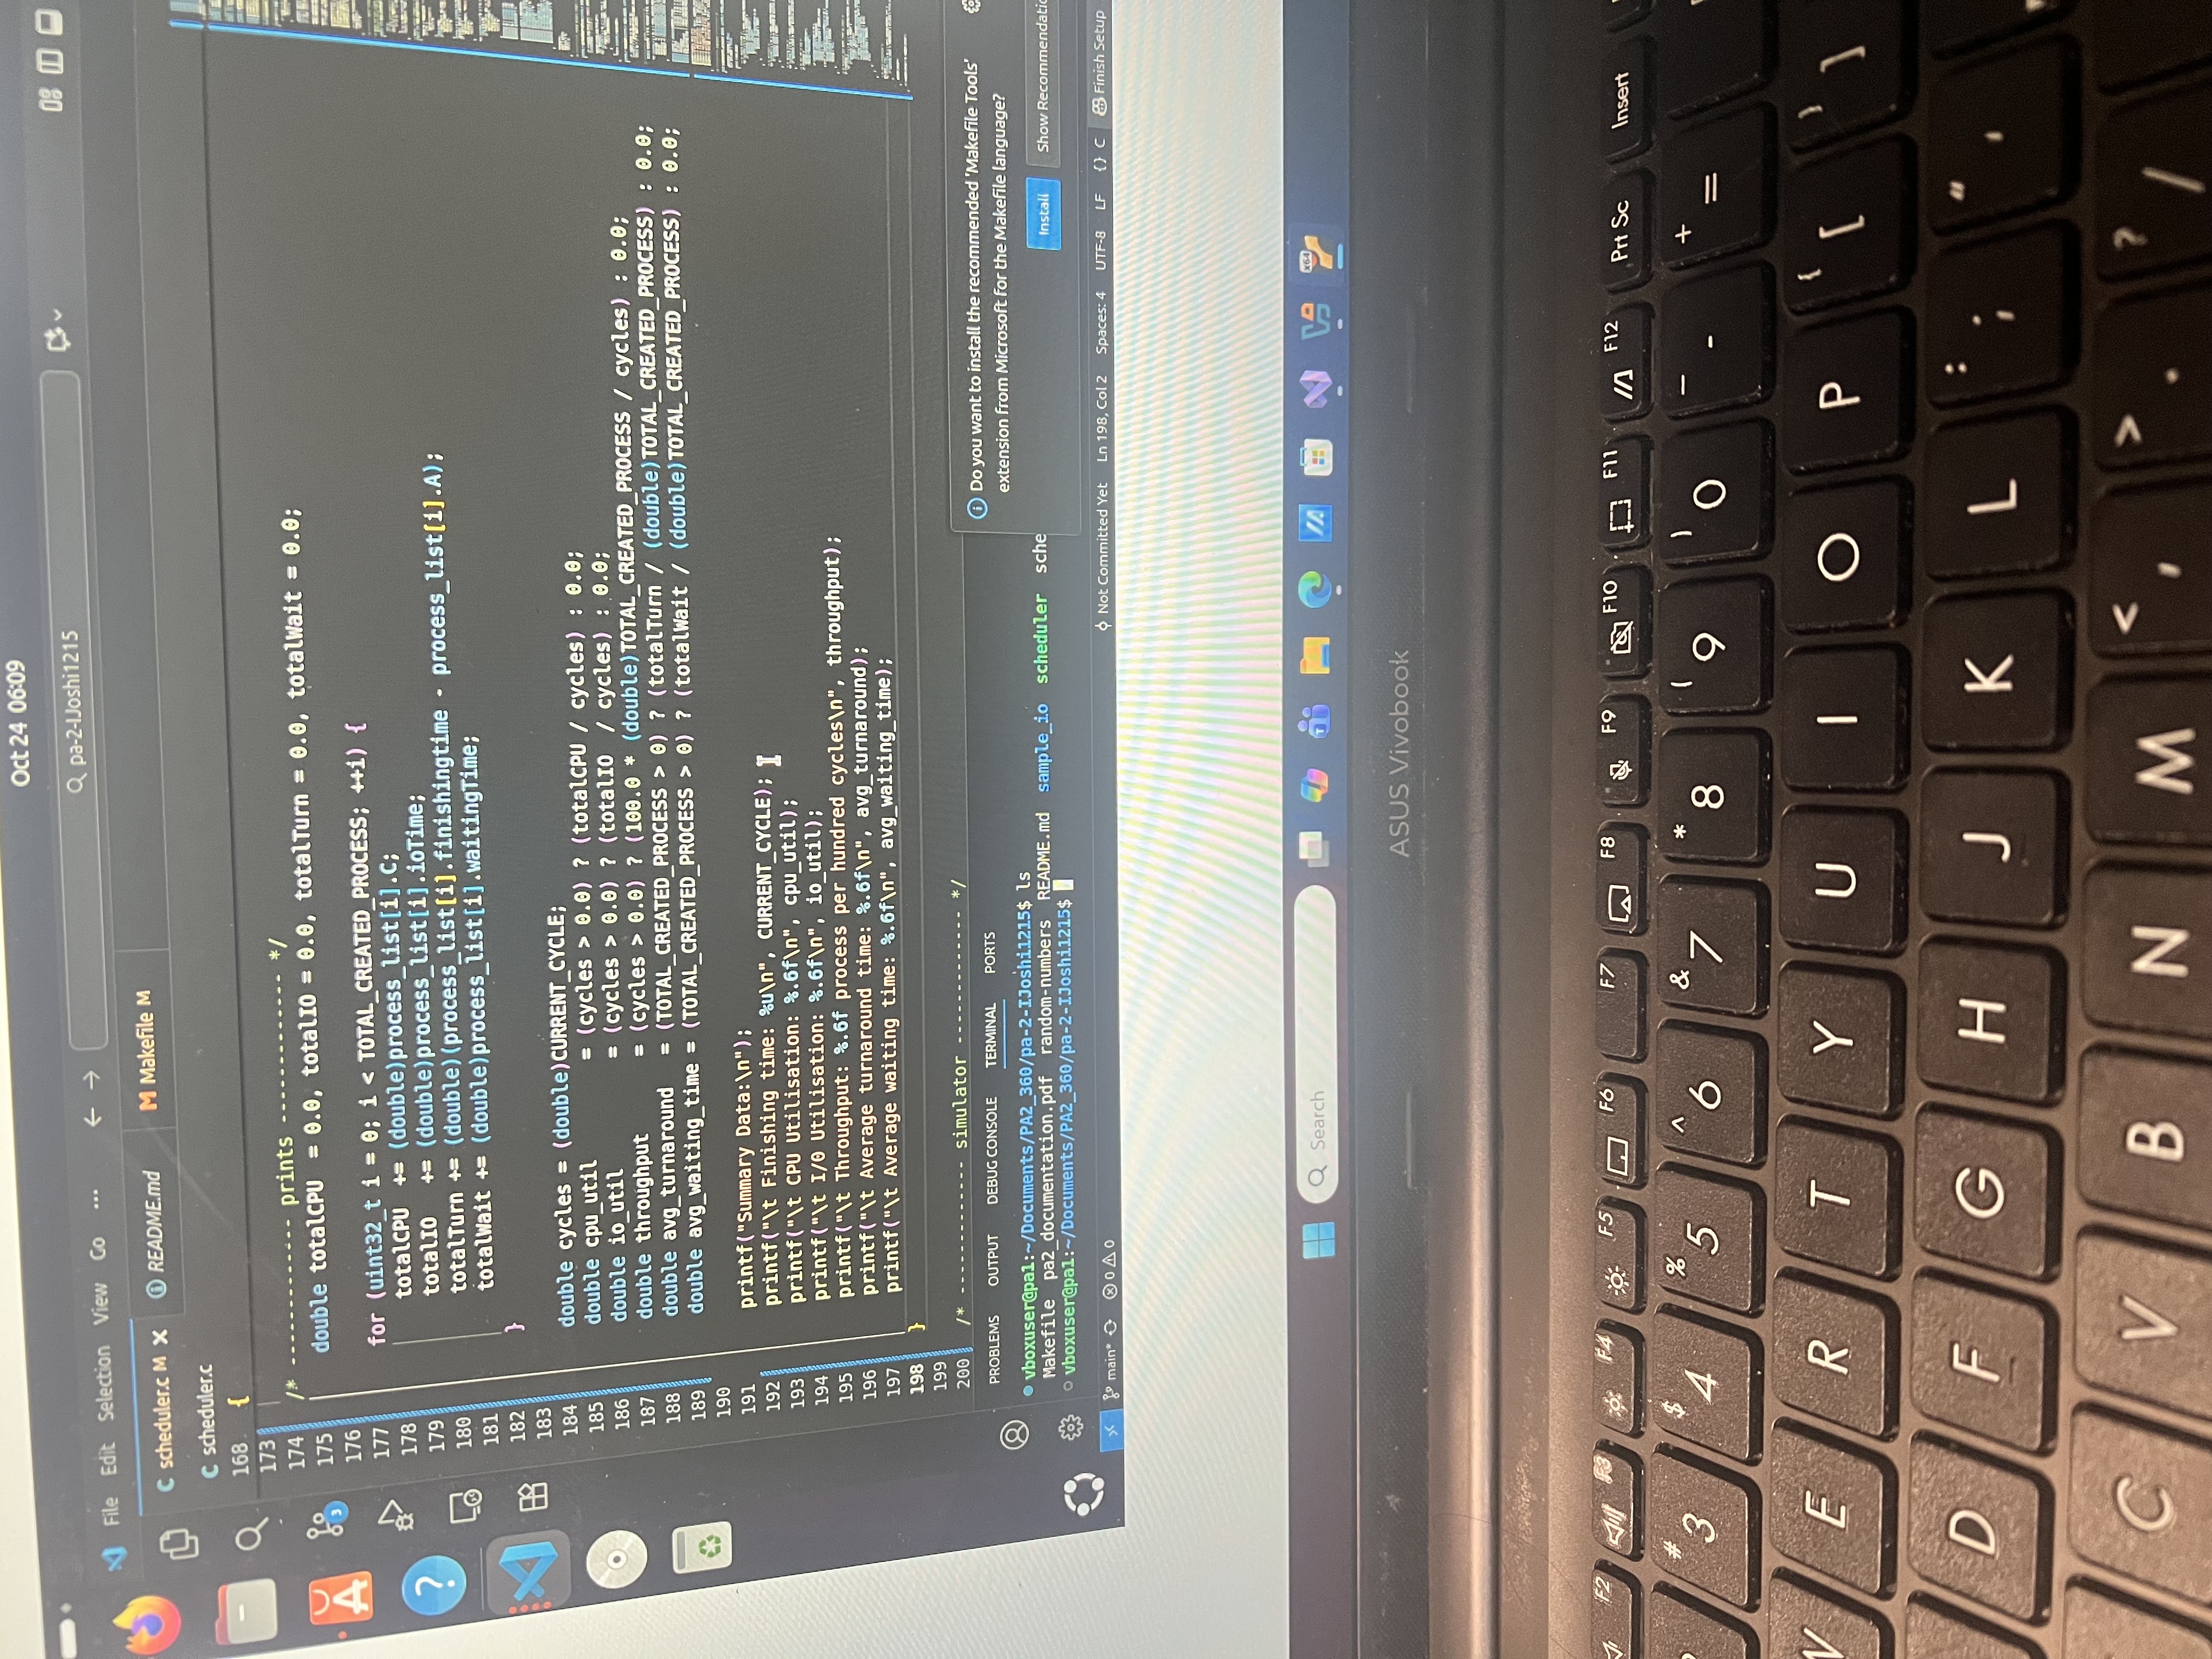 Oct 24 06:09
pa-2-IJoshi1215
File Edit Selection View Go ...
C scheduler.c M
README.md
M Makefile M
C scheduler.c
168 {
173
174 /* ------------- prints ------------- */
175 double totalCPU = 0.0, totalIO = 0.0, totalTurn = 0.0, totalWait = 0.0;
176
177 for (uint32_t i = 0; i < TOTAL_CREATED_PROCESS; ++i) {
178 totalCPU += (double)process_list[i].C;
179 totalIO += (double)process_list[i].ioTime;
180 totalTurn += (double)(process_list[i].finishingtime - process_list[i].A);
181 totalWait += (double)process_list[i].waitingTime;
182 }
183
184 double cycles = (double)CURRENT_CYCLE;
185 double cpu_util = (cycles > 0.0) ? (totalCPU / cycles) : 0.0;
186 double io_util = (cycles > 0.0) ? (totalIO / cycles) : 0.0;
187 double throughput = (cycles > 0.0) ? (100.0 * (double)TOTAL_CREATED_PROCESS / cycles) : 0.0;
188 double avg_turnaround = (TOTAL_CREATED_PROCESS > 0) ? (totalTurn / (double)TOTAL_CREATED_PROCESS) : 0.0;
189 double avg_waiting_time = (TOTAL_CREATED_PROCESS > 0) ? (totalWait / (double)TOTAL_CREATED_PROCESS) : 0.0;
190
191 printf("Summary Data:\n");
192 printf("\t Finishing time: %u\n", CURRENT_CYCLE);
193 printf("\t CPU Utilisation: %.6f\n", cpu_util);
194 printf("\t I/O Utilisation: %.6f\n", io_util);
195 printf("\t Throughput: %.6f process per hundred cycles\n", throughput);
196 printf("\t Average turnaround time: %.6f\n", avg_turnaround);
197 printf("\t Average waiting time: %.6f\n", avg_waiting_time);
198 }
199
200 /* ------------- simulator ------------- */
3
PROBLEMS OUTPUT DEBUG CONSOLE TERMINAL PORTS
vboxuser@pa1:~/Documents/PA2_360/pa-2-IJoshi1215$ ls
Makefile pa2_documentation.pdf random-numbers README.md sample_io scheduler sche
vboxuser@pa1:~/Documents/PA2_360/pa-2-IJoshi1215$
Do you want to install the recommended 'Makefile Tools'
extension from Microsoft for the Makefile language?
Install
Show Recommendatio
main* 0 0
Not Committed Yet Ln 198, Col 2 Spaces: 4 UTF-8 LF {} C Finish Setup
Search
x64
ASUS Vivobook
F2 F3 F4 F5 F6 F7 F8 F9 F10 F11 F12 Prt Sc Insert
# 3 $ 4 % 5 ^ 6 & 7 * 8 ( 9 ) 0 _ - + =
W E R T Y U I O P { [ } ]
D F G H J K L : ; " '
C V B N M < , > . ? /